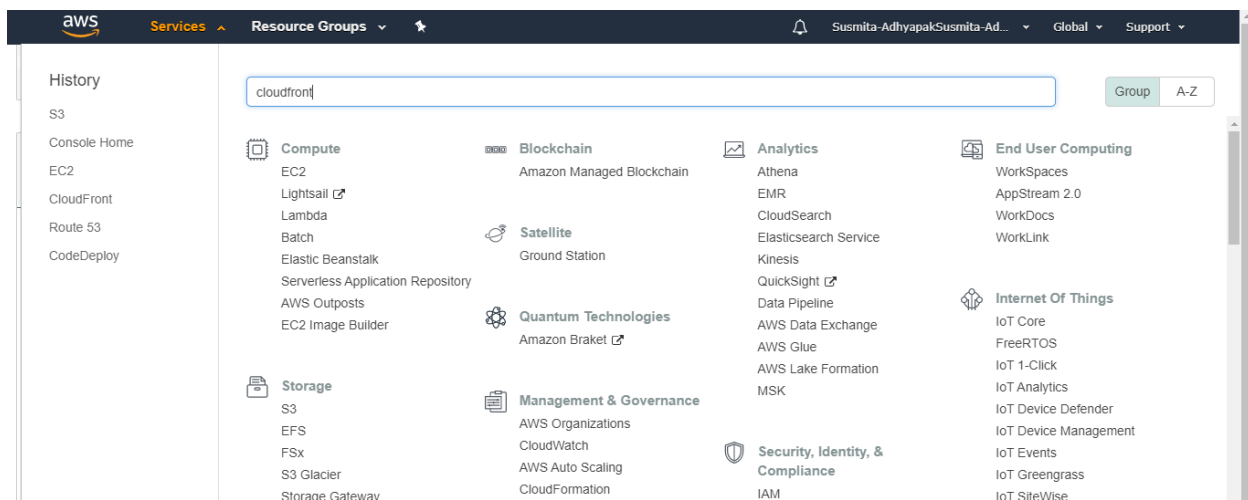 aws Services Resource Groups Susmita-AdhyapakSusmita-Ad... Global Support
History
S3
Console Home
EC2
CloudFront
Route 53
CodeDeploy
cloudfront
Group A-Z
Compute
EC2
Lightsail
Lambda
Batch
Elastic Beanstalk
Serverless Application Repository
AWS Outposts
EC2 Image Builder
Storage
S3
EFS
FSx
S3 Glacier
Storage Gateway
Blockchain
Amazon Managed Blockchain
Satellite
Ground Station
Quantum Technologies
Amazon Braket
Management & Governance
AWS Organizations
CloudWatch
AWS Auto Scaling
CloudFormation
Analytics
Athena
EMR
CloudSearch
Elasticsearch Service
Kinesis
QuickSight
Data Pipeline
AWS Data Exchange
AWS Glue
AWS Lake Formation
MSK
Security, Identity, &
Compliance
IAM
End User Computing
WorkSpaces
AppStream 2.0
WorkDocs
WorkLink
Internet Of Things
IoT Core
FreeRTOS
IoT 1-Click
IoT Analytics
IoT Device Defender
IoT Device Management
IoT Events
IoT Greengrass
IoT SiteWise